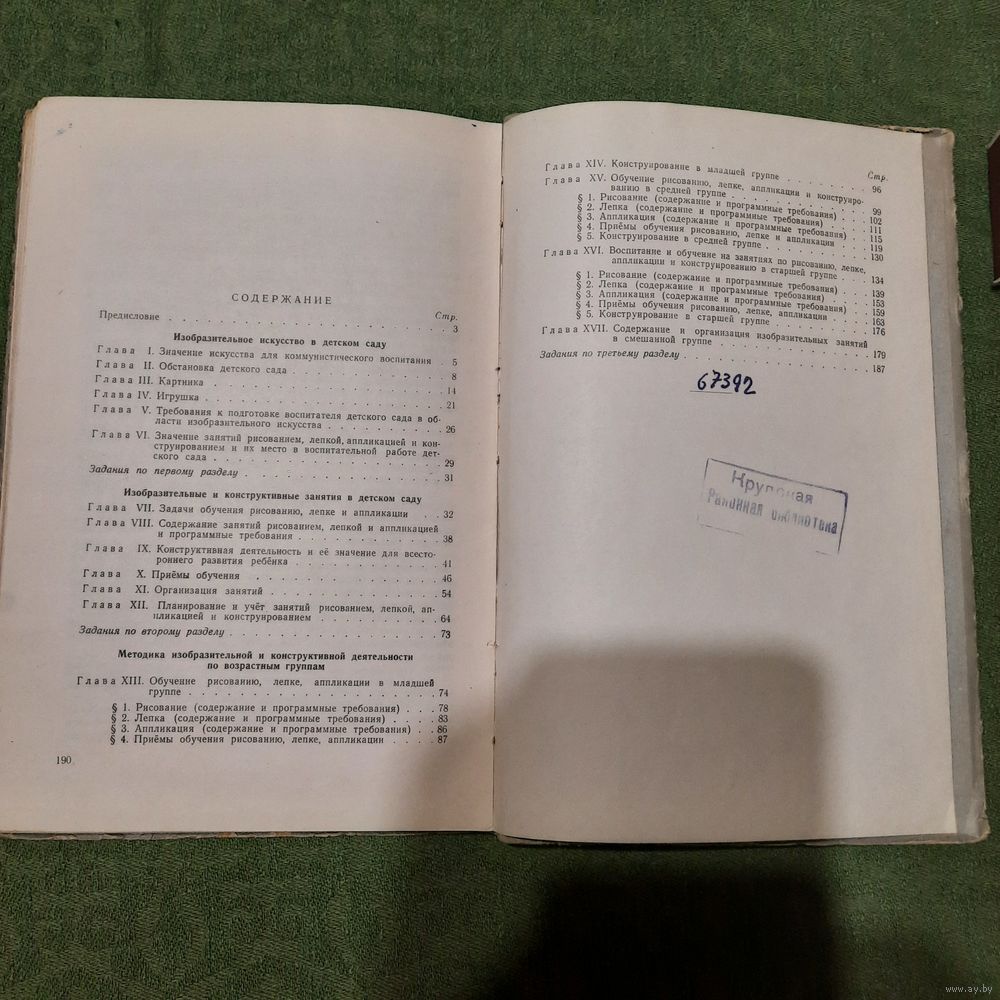 СОДЕРЖАНИЕ
Стр.
Предисловие . . . . . . . . . . . . . . . . . . . 3
Изобразительное искусство в детском саду
Глава I. Значение искусства для коммунистического воспитания 5
Глава II. Обстановка детского сада . . . . . . . . . . 8
Глава III. Картника . . . . . . . . . . . . . . . 14
Глава IV. Игрушка . . . . . . . . . . . . . . . 21
Глава V. Требования к подготовке воспитателя детского сада в об-
ласти изобразительного искусства . . . . . . . . 26
Глава VI. Значение занятий рисованием, лепкой, аппликацией и кон-
струированием и их место в воспитательной работе дет-
ского сада . . . . . . . . . . . . . . . 29
Задания по первому разделу . . . . . . . . . . . . . 31
Изобразительные и конструктивные занятия в детском саду
Глава VII. Задачи обучения рисованию, лепке и аппликации . . 32
Глава VIII. Содержание занятий рисованием, лепкой и аппликацией
и программные требования . . . . . . . . . . 38
Глава IX. Конструктивная деятельность и её значение для всесто-
роннего развития ребёнка . . . . . . . . . . 41
Глава X. Приёмы обучения . . . . . . . . . . . . . 46
Глава XI. Организация занятий . . . . . . . . . . . 54
Глава XII. Планирование и учёт занятий рисованием, лепкой, ап-
пликацией и конструированием . . . . . . . . 64
Задания по второму разделу . . . . . . . . . . . . . . 73
Методика изобразительной и конструктивной деятельности
по возрастным группам
Глава XIII. Обучение рисованию, лепке, аппликации в младшей
группе . . . . . . . . . . . . . . . . . 74
§ 1. Рисование (содержание и программные требования) . . . 78
§ 2. Лепка (содержание и программные требования) . . . . 83
§ 3. Аппликация (содержание и программные требования) . . 86
§ 4. Приёмы обучения рисованию, лепке, аппликации . . . . 87
190
Стр.
Глава XIV. Конструирование в младшей группе . . . . . . . . 96
Глава XV. Обучение рисованию, лепке, аппликации и конструиро-
ванию в средней группе . . . . . . . . . . . 99
§ 1. Рисование (содержание и программные требования) . . . 102
§ 2. Лепка (содержание и программные требования) . . . . 111
§ 3. Аппликация (содержание и программные требования) . . 115
§ 4. Приёмы обучения рисованию, лепке и аппликации . . . 119
§ 5. Конструирование в средней группе . . . . . . . . . 130
Глава XVI. Воспитание и обучение на занятиях по рисованию, лепке,
аппликации и конструированию в старшей группе . . . 134
§ 1. Рисование (содержание и программные требования) . . . 139
§ 2. Лепка (содержание и программные требования) . . . . 153
§ 3. Аппликация (содержание и программные требования) . . 159
§ 4. Приёмы обучения рисованию, лепке, аппликации . . . . 163
§ 5. Конструирование в старшей группе . . . . . . . . . 176
Глава XVII. Содержание и организация изобразительных занятий
в смешанной группе . . . . . . . . . . . . 179
Задания по третьему разделу . . . . . . . . . . . . . 187
67392
Крупская
Районная библиотека
www.ay.by